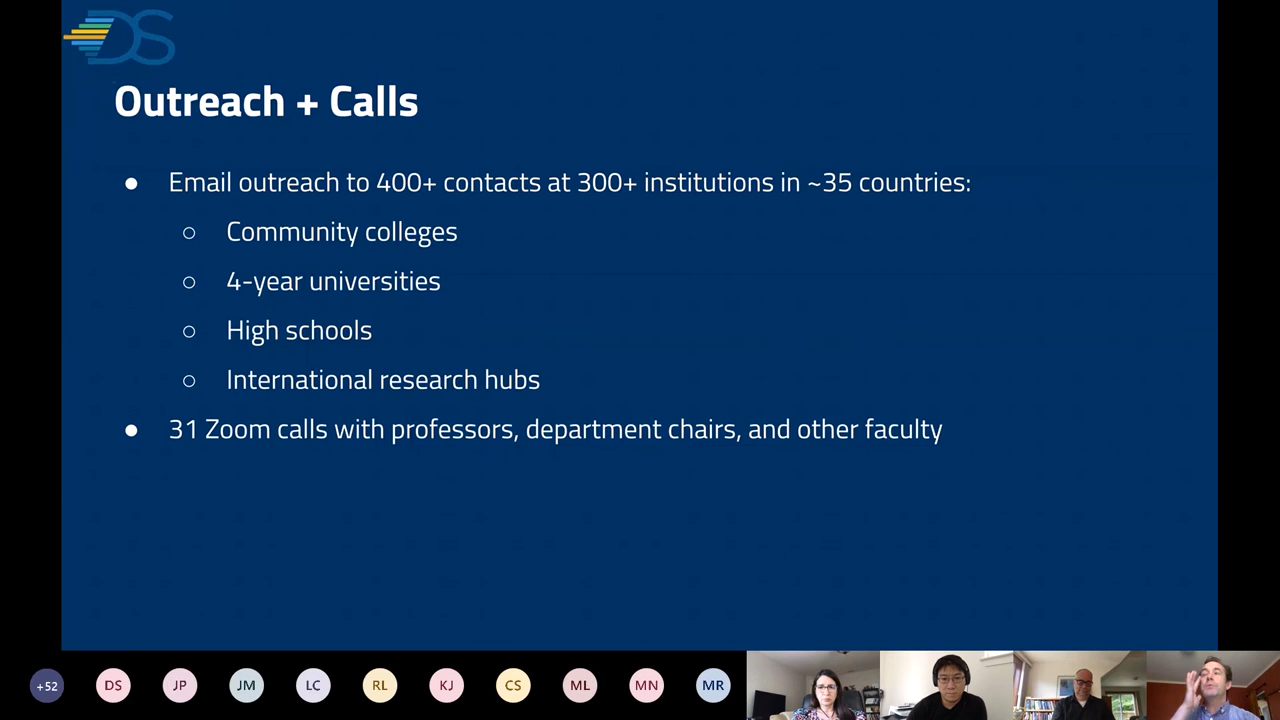 DS
Outreach + Calls
● Email outreach to 400+ contacts at 300+ institutions in ~35 countries:
○ Community colleges
○ 4-year universities
○ High schools
○ International research hubs
● 31 Zoom calls with professors, department chairs, and other faculty
+52 DS JP JM LC RL KJ CS ML MN MR